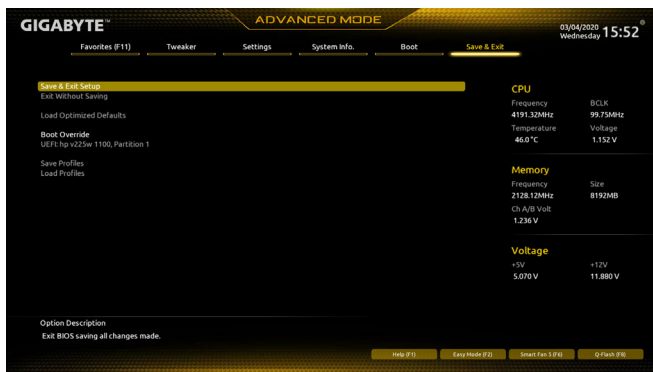 GIGABYTE™
ADVANCED MODE
03/04/2020
Wednesday
15:52
Favorites (F11) Tweaker Settings System Info. Boot Save & Exit
Save & Exit Setup
Exit Without Saving
Load Optimized Defaults
Boot Override
UEFI: hp v225w 1100, Partition 1
Save Profiles
Load Profiles
CPU
Frequency BCLK
4191.32MHz 99.75MHz
Temperature Voltage
46.0 °C 1.152 V
Memory
Frequency Size
2128.12MHz 8192MB
Ch A/B Volt
1.236 V
Voltage
+5V +12V
5.070 V 11.880 V
Option Description
Exit BIOS saving all changes made.
Help (F1) Easy Mode (F2) Smart Fan 5 (F6) Q-Flash (F8)